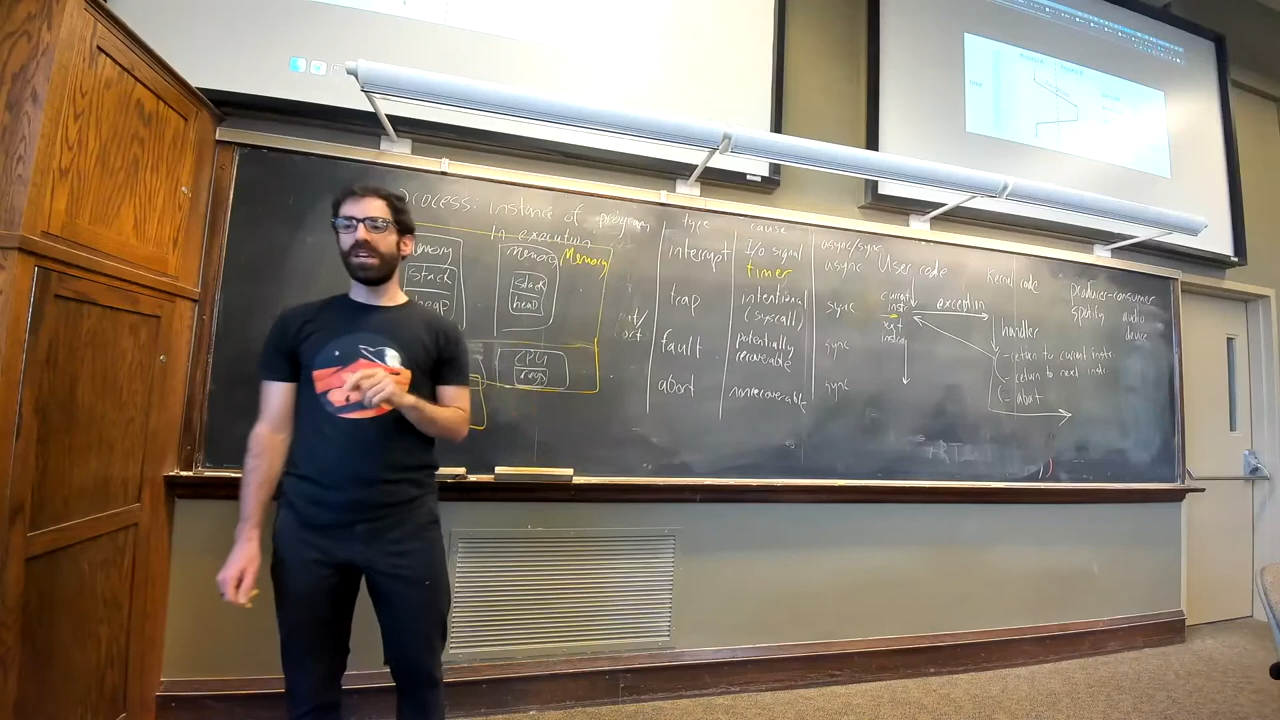 process: instance of program
in execution
memory
stack
heap
memory
stack
heap
Memory
CPU
regs
type
cause
async/sync
interrupt
I/o signal
timer
async
trap
intentional
(syscall)
sync
fault
potentially
recoverable
sync
abort
nonrecoverable
sync
User code
current
instr
next
instr
exception
Kernel code
handler
- return to current instr.
- return to next instr.
- abort
producer-consumer
spotify
audio
device